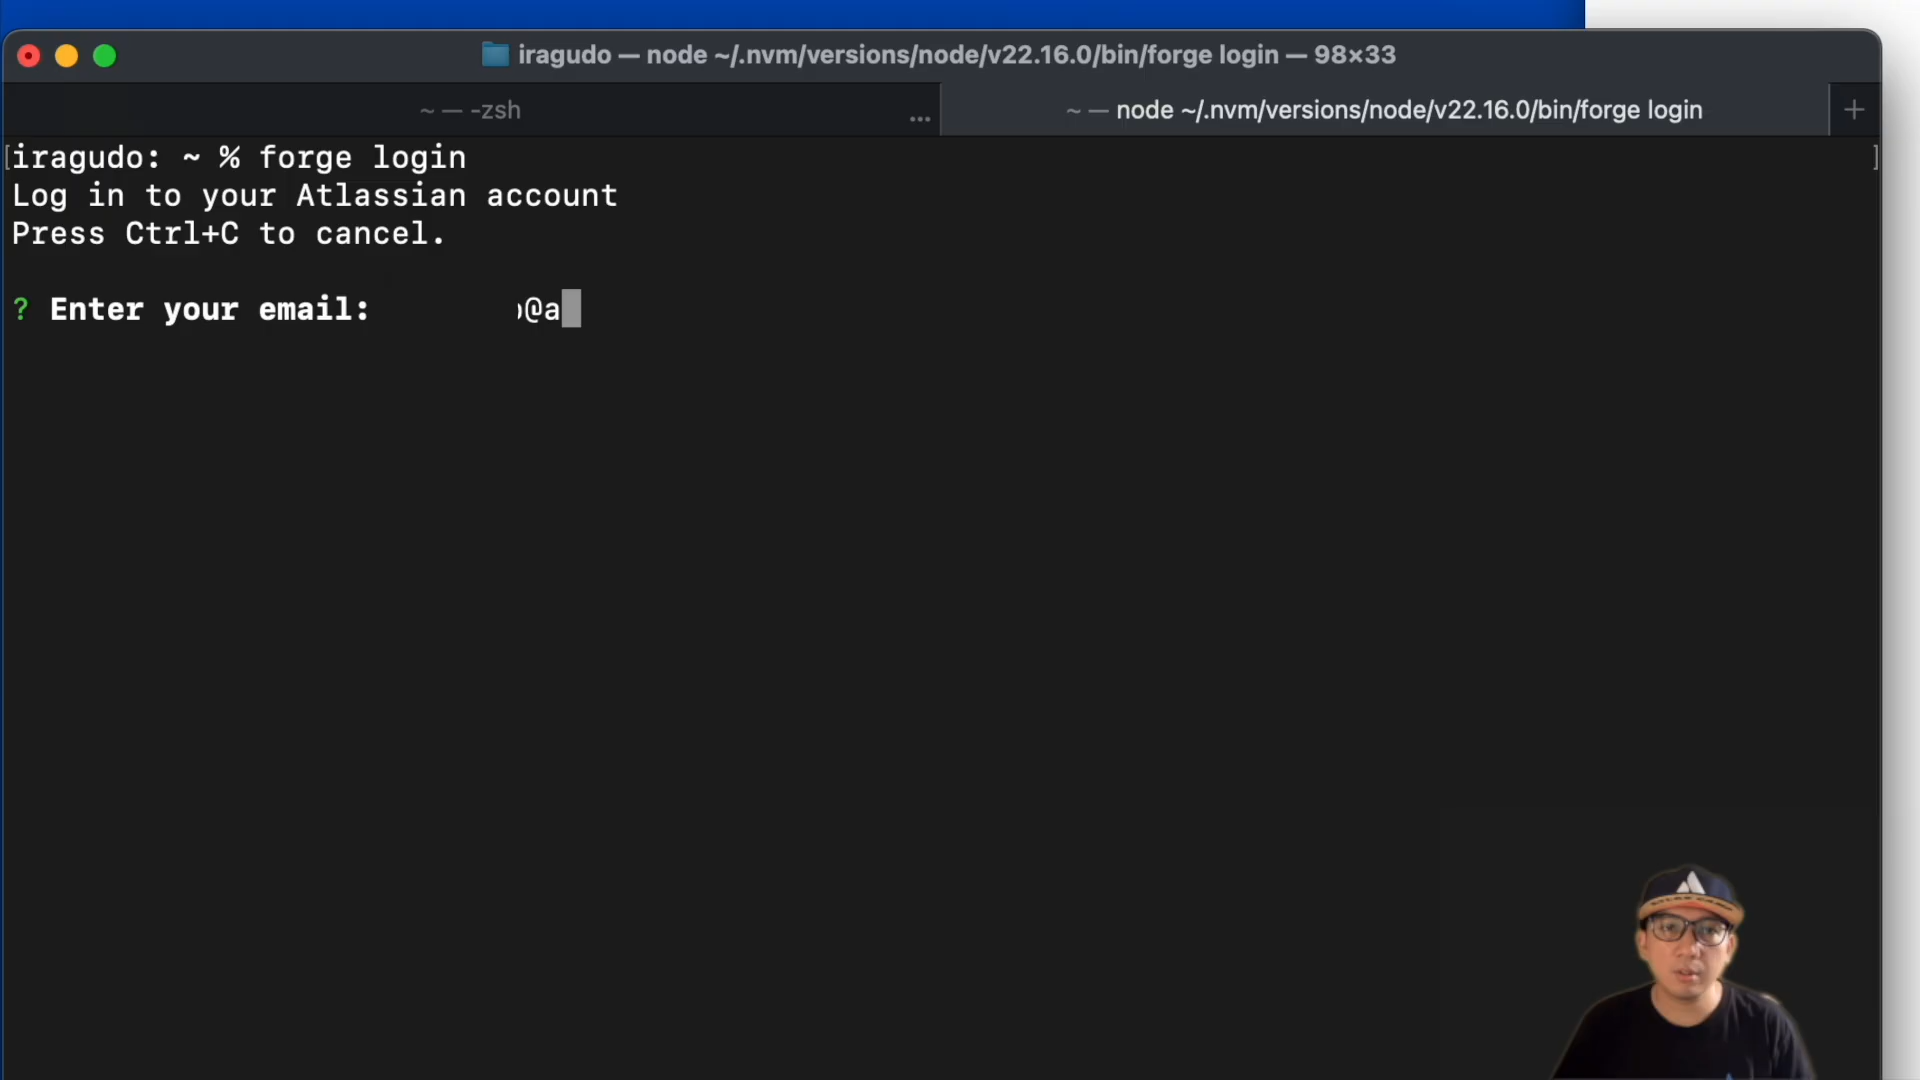 iragudo — node ~/.nvm/versions/node/v22.16.0/bin/forge login — 98×33
~ — -zsh
...
~ — node ~/.nvm/versions/node/v22.16.0/bin/forge login
+
[iragudo: ~ % forge login ]
Log in to your Atlassian account
Press Ctrl+C to cancel.
? Enter your email: @a